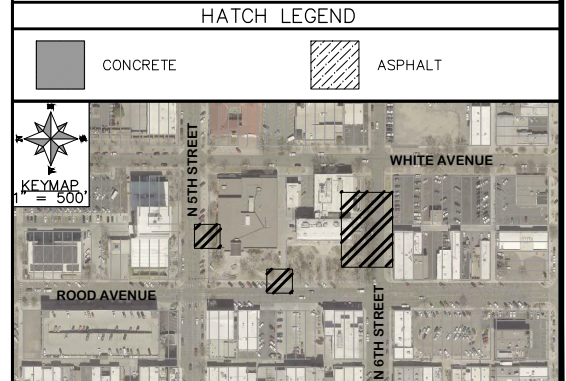 HATCH LEGEND
CONCRETE
ASPHALT
KEYMAP
1" = 500'
N 5TH STREET
WHITE AVENUE
ROOD AVENUE
N 6TH STREET